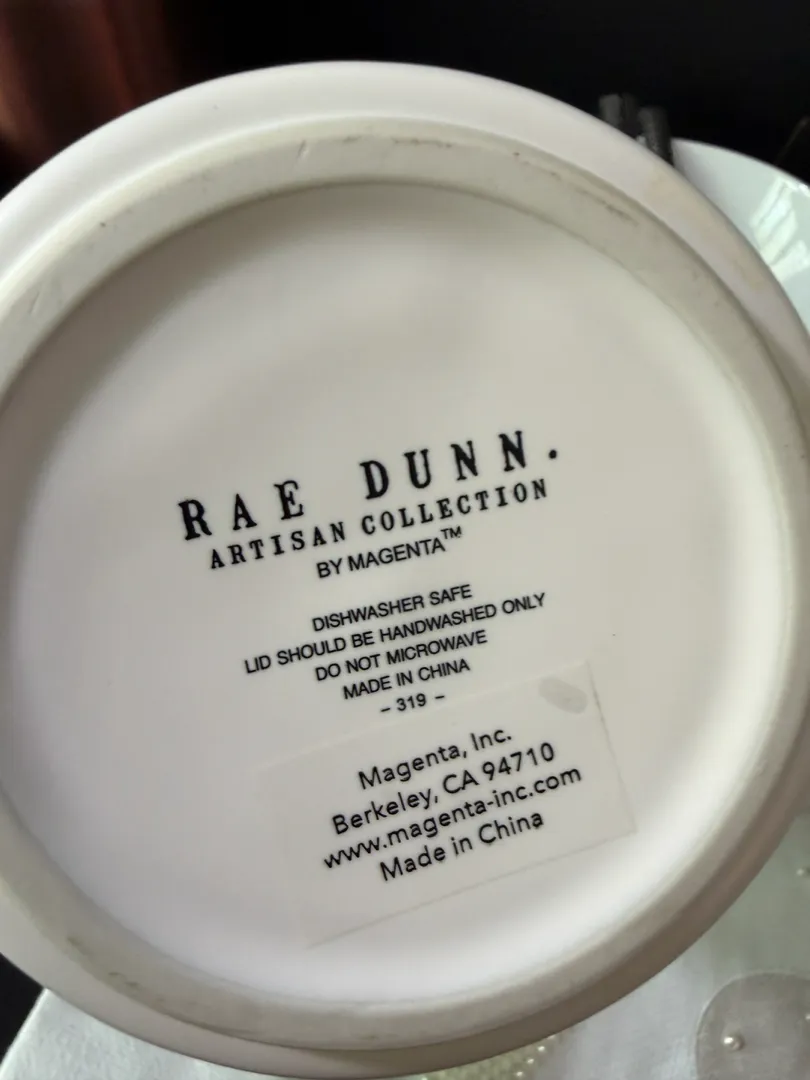 RAE DUNN.
ARTISAN COLLECTION
BY MAGENTA™
DISHWASHER SAFE
LID SHOULD BE HANDWASHED ONLY
DO NOT MICROWAVE
MADE IN CHINA
– 319 –
Magenta, Inc.
Berkeley, CA 94710
www.magenta-inc.com
Made in China